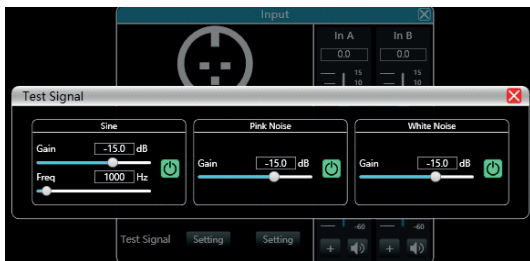 Input
In A In B
0.0 0.0
15 15
10 10
Test Signal
Sine Pink Noise White Noise
Gain -15.0 dB
Freq 1000 Hz
Gain -15.0 dB
Gain -15.0 dB
-60 -60
Test Signal Setting Setting
+ +